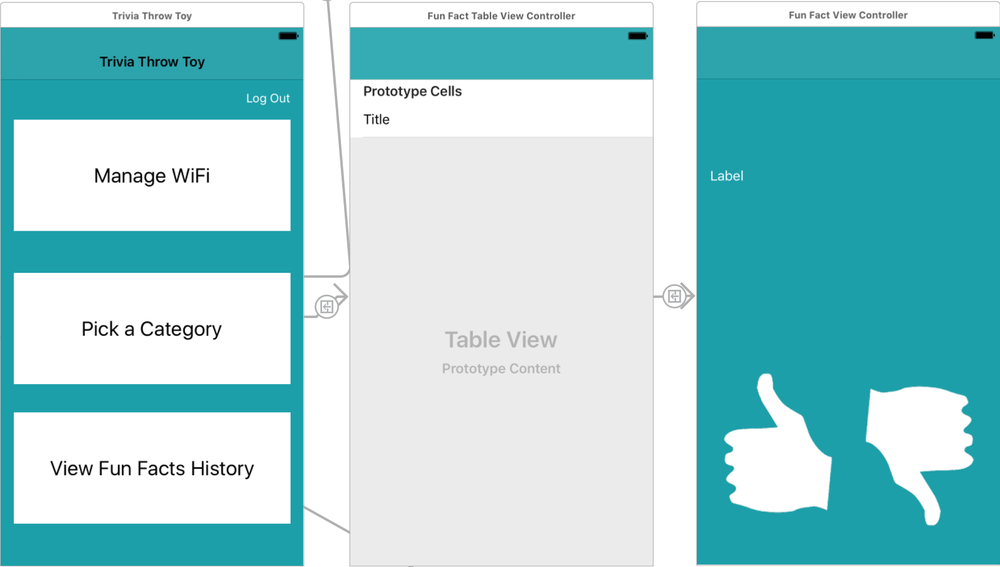 Trivia Throw Toy
Trivia Throw Toy
Log Out
Manage WiFi
Pick a Category
View Fun Facts History
Fun Fact Table View Controller
Prototype Cells
Title
Table View
Prototype Content
Fun Fact View Controller
Label